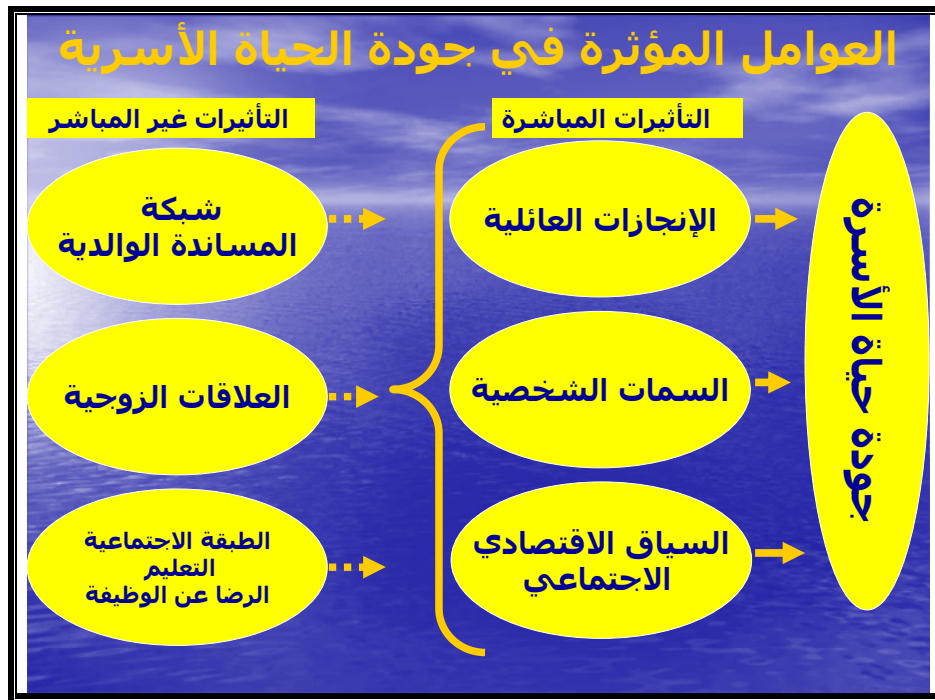 العوامل المؤثرة في جودة الحياة الأسرية
التأثيرات المباشرة
التأثيرات غير المباشر
جودة حياة الأسرة
الإنجازات العائلية
شبكة
المساندة الوالدية
السمات الشخصية
العلاقات الزوجية
السياق الاقتصادي
الاجتماعي
الطبقة الاجتماعية
التعليم
الرضا عن الوظيفة